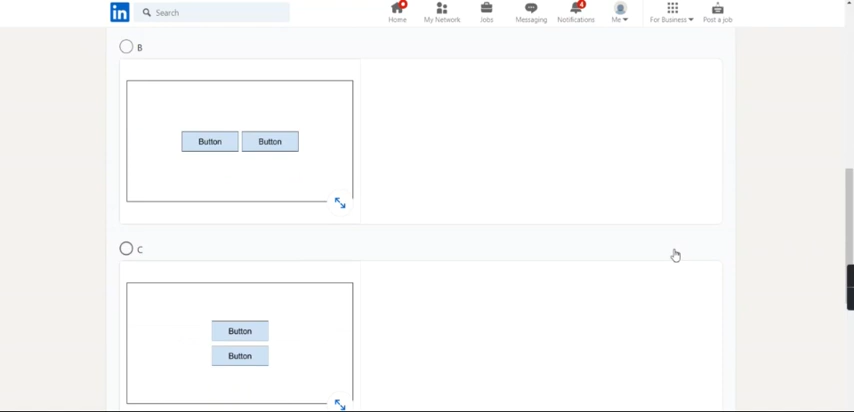 in Search Home My Network Jobs Messaging 4 Notifications Me For Business Post a job
B
Button Button
C
Button
Button